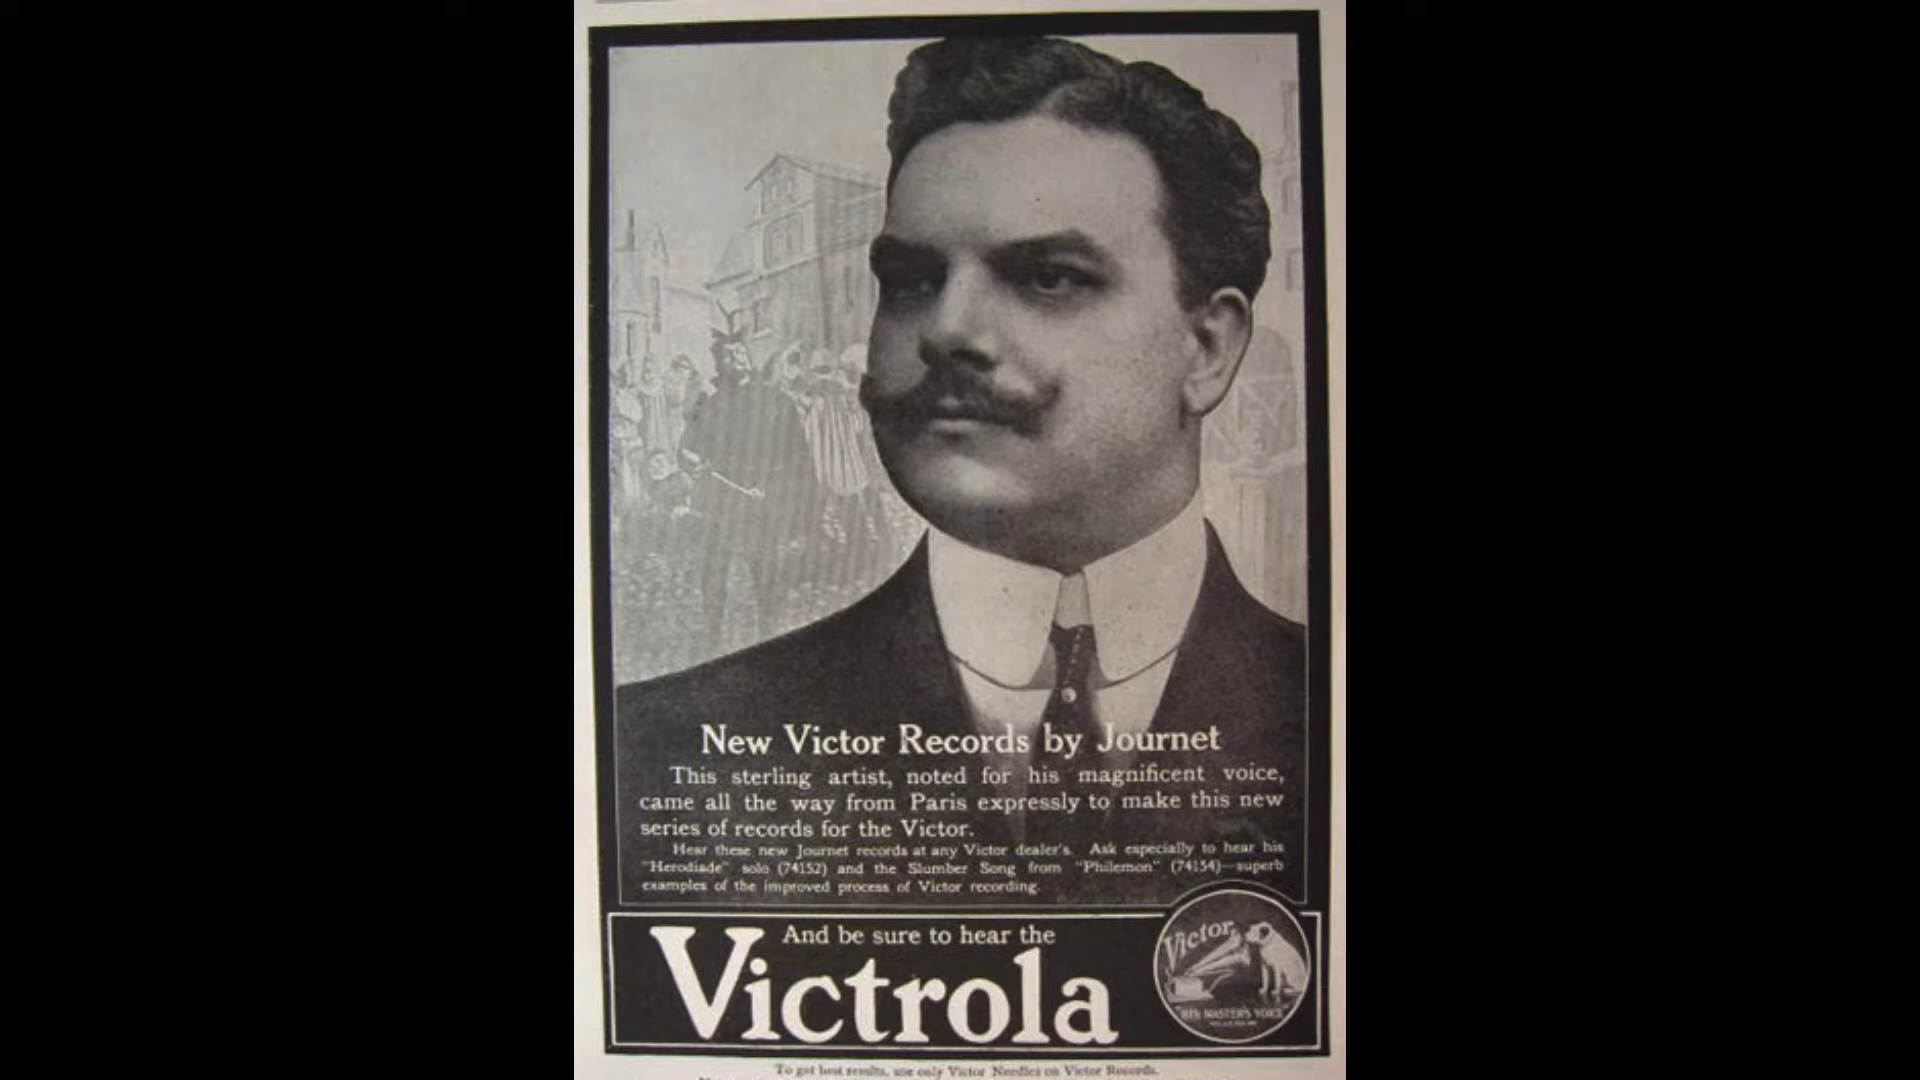 New Victor Records by Journet
This sterling artist, noted for his magnificent voice,
came all the way from Paris expressly to make this new
series of records for the Victor.
Hear these new Journet records at any Victor dealer's. Ask especially to hear his
"Herodiade" solo (74152) and the Slumber Song from "Philemon" (74154)—superb
examples of the improved process of Victor recording.
And be sure to hear the
Victrola
Victor
"HIS MASTER'S VOICE"
To get best results, use only Victor Needles on Victor Records.